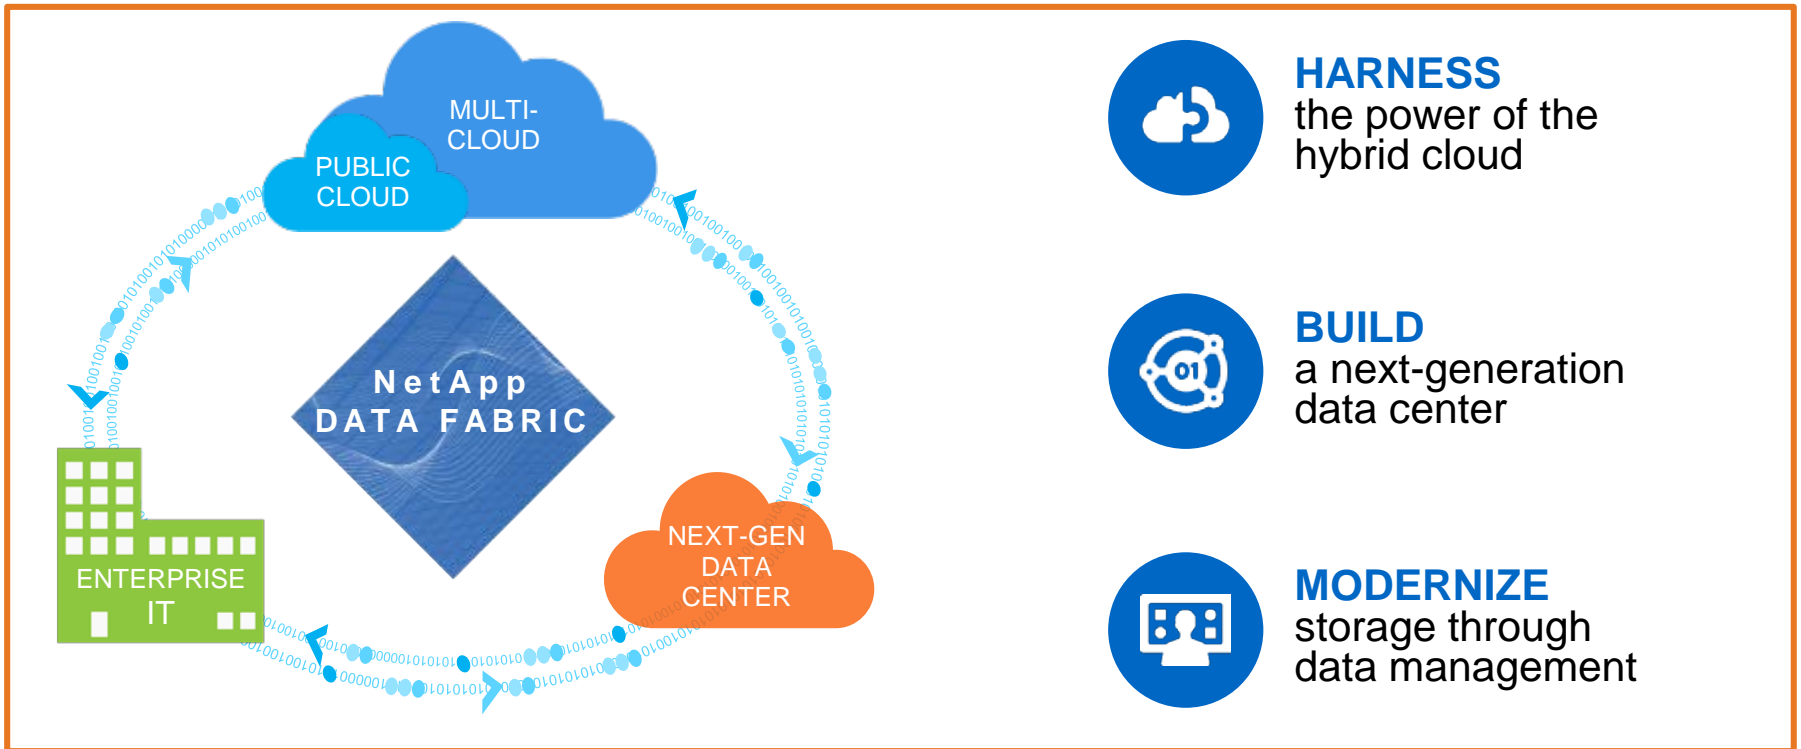 MULTI-
CLOUD
PUBLIC
CLOUD
NetApp
DATA FABRIC
ENTERPRISE
IT
NEXT-GEN
DATA
CENTER
HARNESS
the power of the
hybrid cloud
01
BUILD
a next-generation
data center
MODERNIZE
storage through
data management